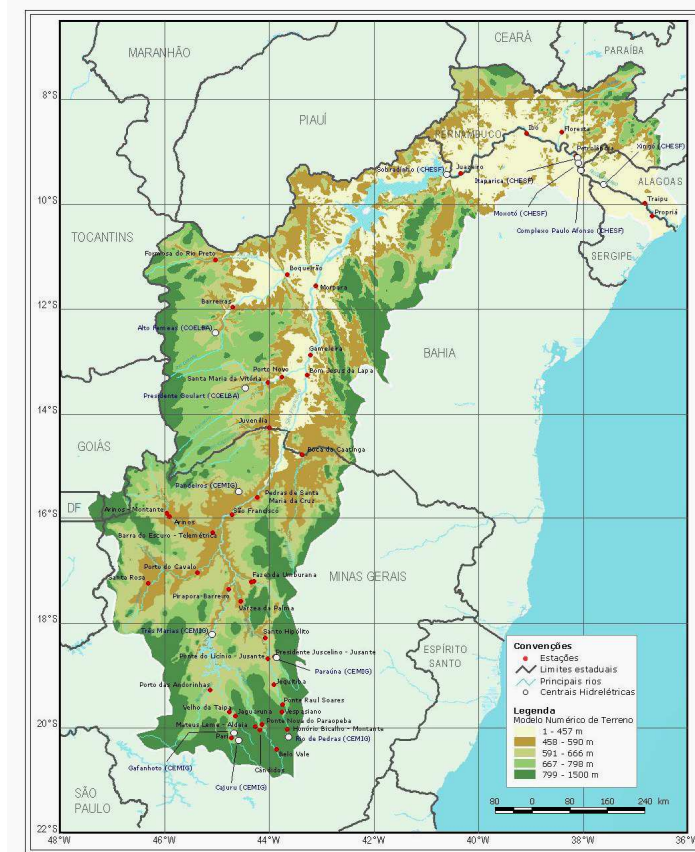 CEARÁ
MARANHÃO
PARAÍBA
8°S
PIAUÍ
PERNAMBUCO
Ibó
Floresta
Petrolândia
Xingó (CHESF)
Sobradinho (CHESF)
Juazeiro
Itaparica (CHESF)
ALAGOAS
10°S
Moxotó (CHESF)
Traipu
Propriá
Complexo Paulo Afonso (CHESF)
TOCANTINS
SERGIPE
Formosa do Rio Preto
Boqueirão
Morpará
12°S
Barreiras
Alto Fêmeas (COELBA)
BAHIA
Gameleira
Porto Novo
Bom Jesus da Lapa
Santa Maria da Vitória
Presidente Goulart (COELBA)
14°S
Juvenília
GOIÁS
Boca da Caatinga
Pandeiros (CEMIG)
Pedras de Santa
Maria da Cruz
DF
16°S
Arinos - Montante
São Francisco
Arinos
Barra do Escuro - Telemétrica
Porto do Cavalo
Santa Rosa
Fazenda Umburana
MINAS GERAIS
Pirapora-Barreiro
18°S
Várzea da Palma
Três Marias (CEMIG)
Santo Hipólito
Ponte do Licínio - Jusante
Presidente Juscelino - Jusante
Paraúna (CEMIG)
ESPÍRITO
SANTO
Porto das Andorinhas
Jequitibá
Ponte Raul Soares
Velho da Taipa
Jaguaruna
Vespasiano
20°S
Mateus Leme - Aldeia
Ponte Nova do Paraopeba
Honório Bicalho - Montante
Pari
Rio de Pedras (CEMIG)
Gafanhoto (CEMIG)
Belo Vale
Candidos
Cajuru (CEMIG)
SÃO
PAULO
22°S
48°W
46°W
44°W
42°W
40°W
38°W
36°W
Convenções
Estações
Limites estaduais
Principais rios
Centrais Hidrelétricas
Legenda
Modelo Numérico de Terreno
1 - 457 m
458 - 590 m
591 - 666 m
667 - 798 m
799 - 1500 m
80 0 80 160 240 km